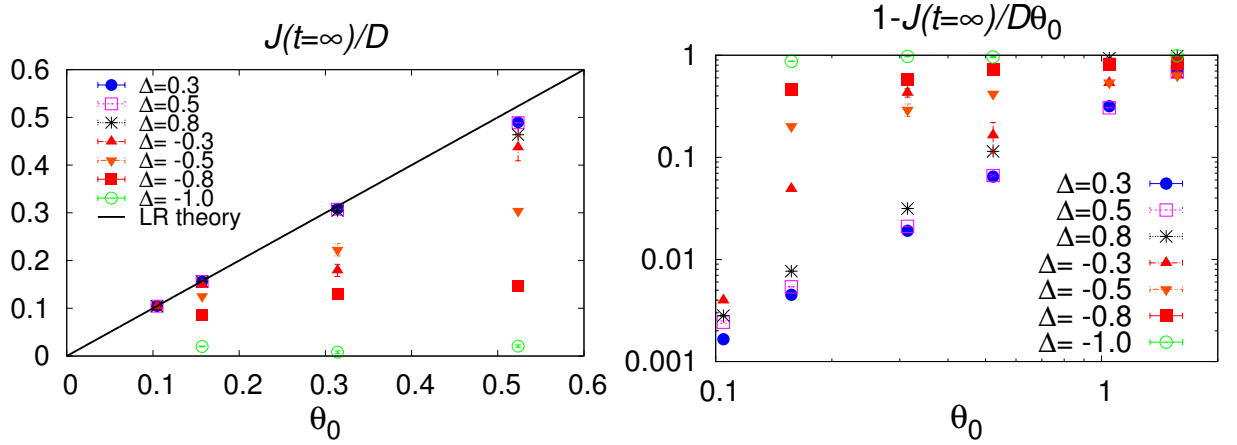 J(t=∞)/D
0.6
0.5
0.4
0.3
0.2
0.1
0
Δ=0.3
Δ=0.5
Δ=0.8
Δ= -0.3
Δ= -0.5
Δ= -0.8
Δ= -1.0
LR theory
0 0.1 0.2 0.3 0.4 0.5 0.6
θ0
1-J(t=∞)/Dθ0
1
0.1
0.01
0.001
Δ=0.3
Δ=0.5
Δ=0.8
Δ= -0.3
Δ= -0.5
Δ= -0.8
Δ= -1.0
0.1 1
θ0